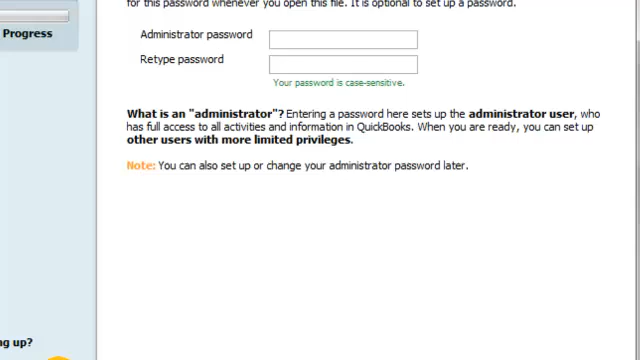 for this password whenever you open this file. It is optional to set up a password.
Progress
Administrator password
Retype password
Your password is case-sensitive.
What is an "administrator"? Entering a password here sets up the administrator user, who
has full access to all activities and information in QuickBooks. When you are ready, you can set up
other users with more limited privileges.
Note: You can also set up or change your administrator password later.
ng up?